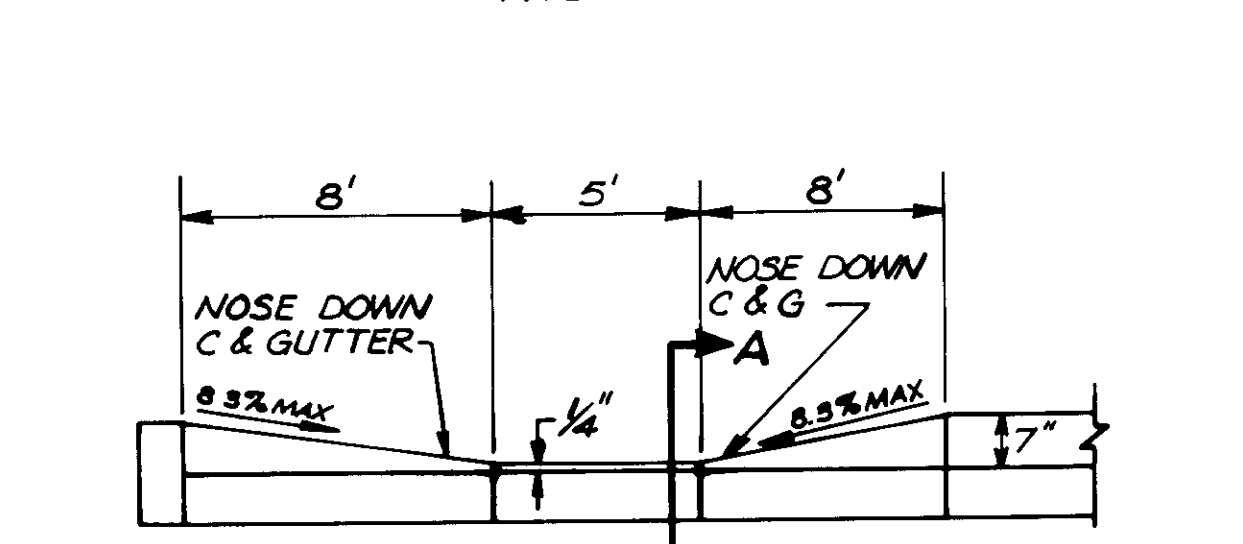 8' 5' 8'
NOSE DOWN
C & G
NOSE DOWN
C & GUTTER
A
8 3% MAX
1/4"
8.3% MAX
7"